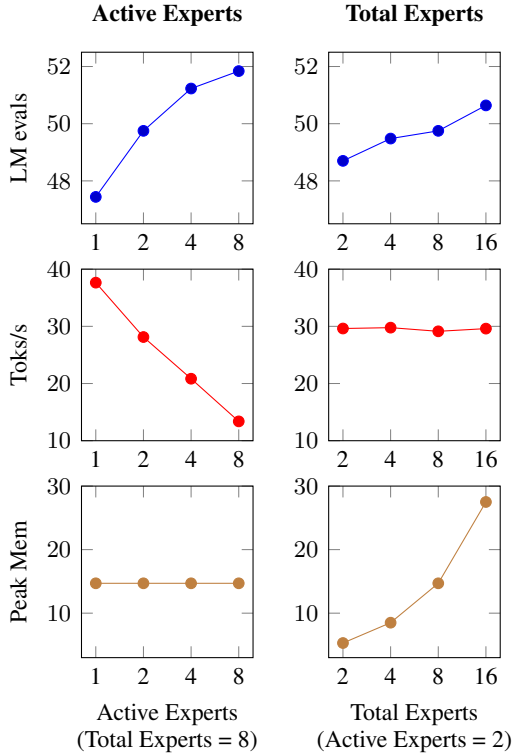 Active Experts
Total Experts
LM evals
52
50
48
1 2 4 8
52
50
48
2 4 8 16
Toks/s
40
30
20
10
1 2 4 8
40
30
20
10
2 4 8 16
Peak Mem
30
20
10
1 2 4 8
30
20
10
2 4 8 16
Active Experts
(Total Experts = 8)
Total Experts
(Active Experts = 2)